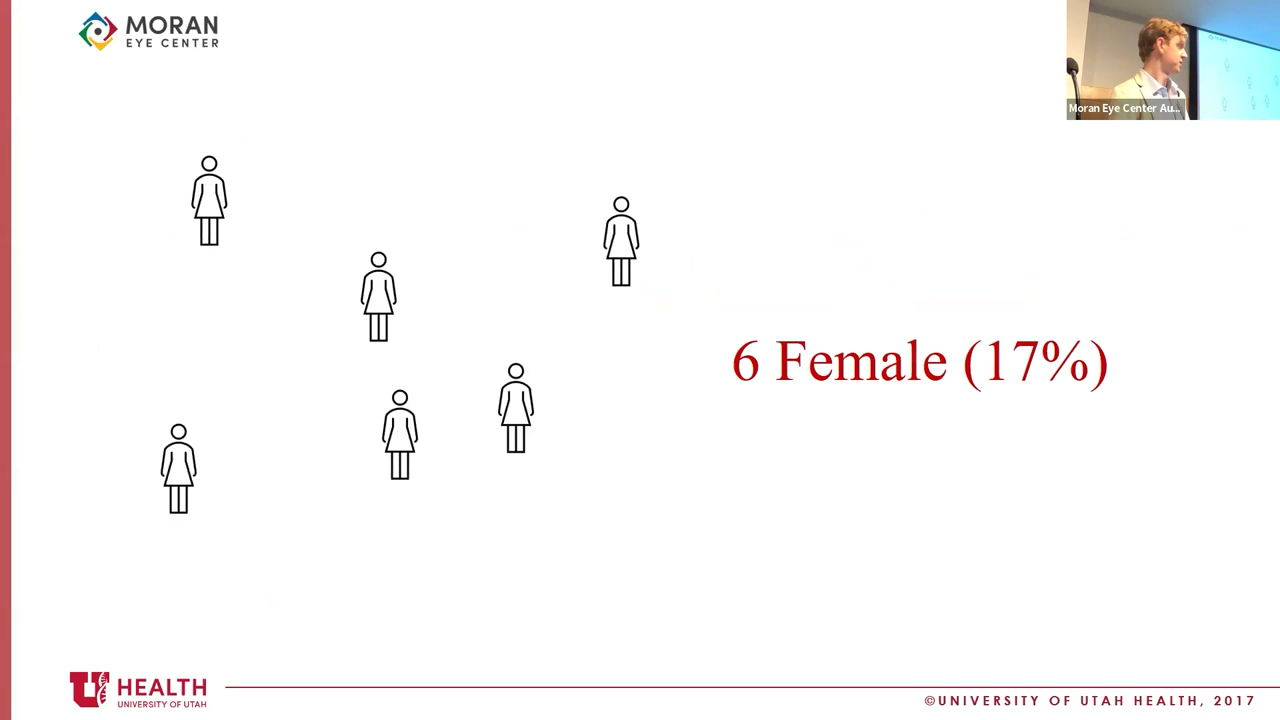 MORAN
EYE CENTER
Moran Eye Center Au...
6 Female (17%)
U HEALTH
UNIVERSITY OF UTAH
©UNIVERSITY OF UTAH HEALTH, 2017